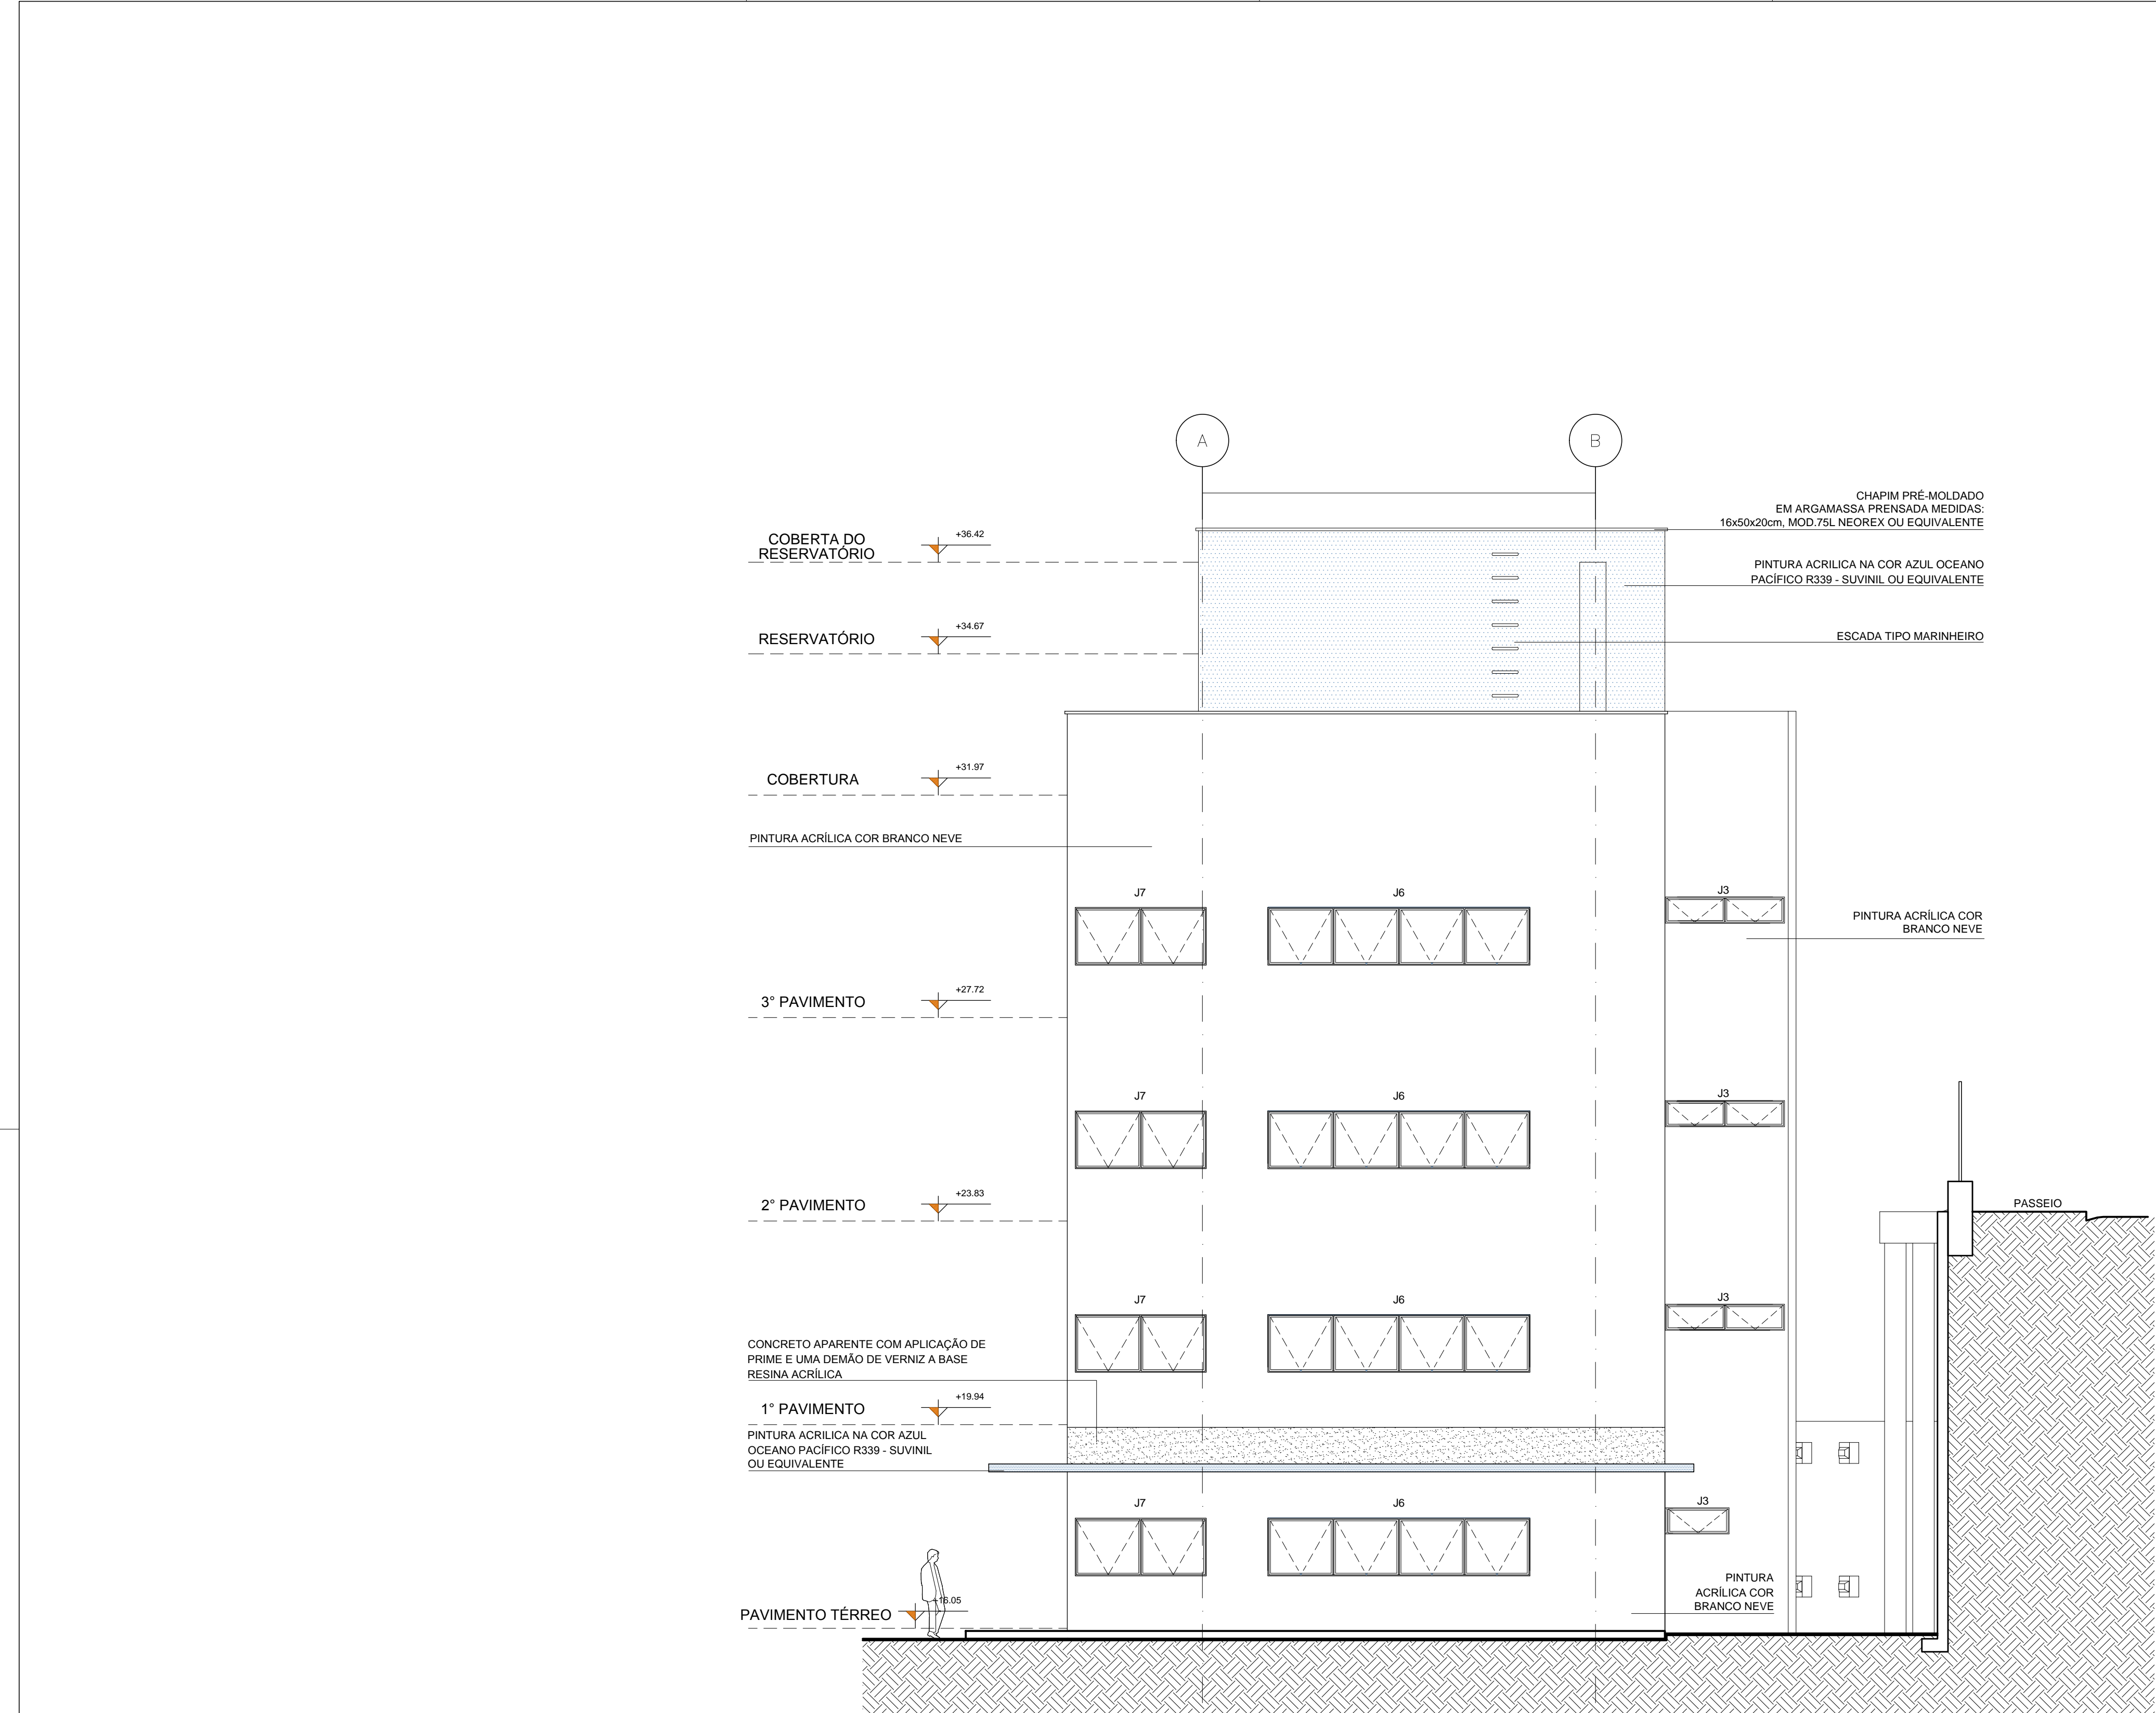 A
B
CHAPIM PRÉ-MOLDADO
EM ARGAMASSA PRENSADA MEDIDAS:
16x50x20cm, MOD.75L NEOREX OU EQUIVALENTE
COBERTA DO
RESERVATÓRIO
+36.42
PINTURA ACRILICA NA COR AZUL OCEANO
PACÍFICO R339 - SUVINIL OU EQUIVALENTE
RESERVATÓRIO
+34.67
ESCADA TIPO MARINHEIRO
COBERTURA
+31.97
PINTURA ACRÍLICA COR BRANCO NEVE
J7
J6
J3
PINTURA ACRÍLICA COR
BRANCO NEVE
3° PAVIMENTO
+27.72
J7
J6
J3
2° PAVIMENTO
+23.83
PASSEIO
J7
J6
J3
CONCRETO APARENTE COM APLICAÇÃO DE
PRIME E UMA DEMÃO DE VERNIZ A BASE
RESINA ACRÍLICA
1° PAVIMENTO
+19.94
PINTURA ACRILICA NA COR AZUL
OCEANO PACÍFICO R339 - SUVINIL
OU EQUIVALENTE
J7
J6
J3
PINTURA
ACRÍLICA COR
BRANCO NEVE
PAVIMENTO TÉRREO
+16.05